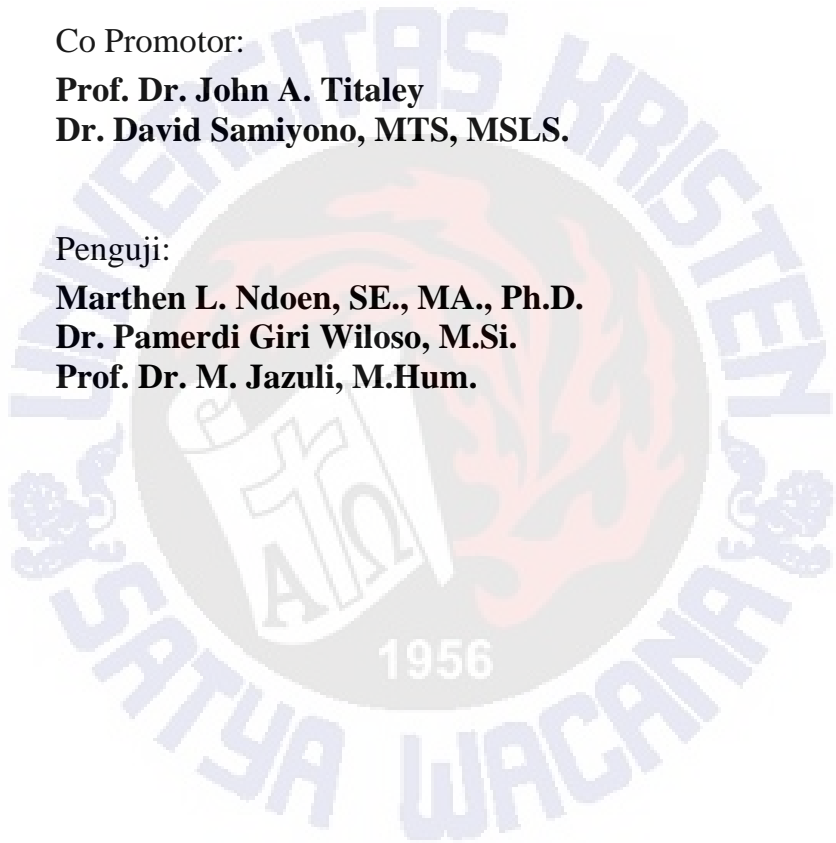 Co Promotor:
Prof. Dr. John A. Titaley
Dr. David Samiyono, MTS, MSLS.
Penguji:
Marthen L. Ndoen, SE., MA., Ph.D.
Dr. Pamerdi Giri Wiloso, M.Si.
Prof. Dr. M. Jazuli, M.Hum.
UNIVERSITAS KRISTEN
Α Ω
1956
SATYA WACANA